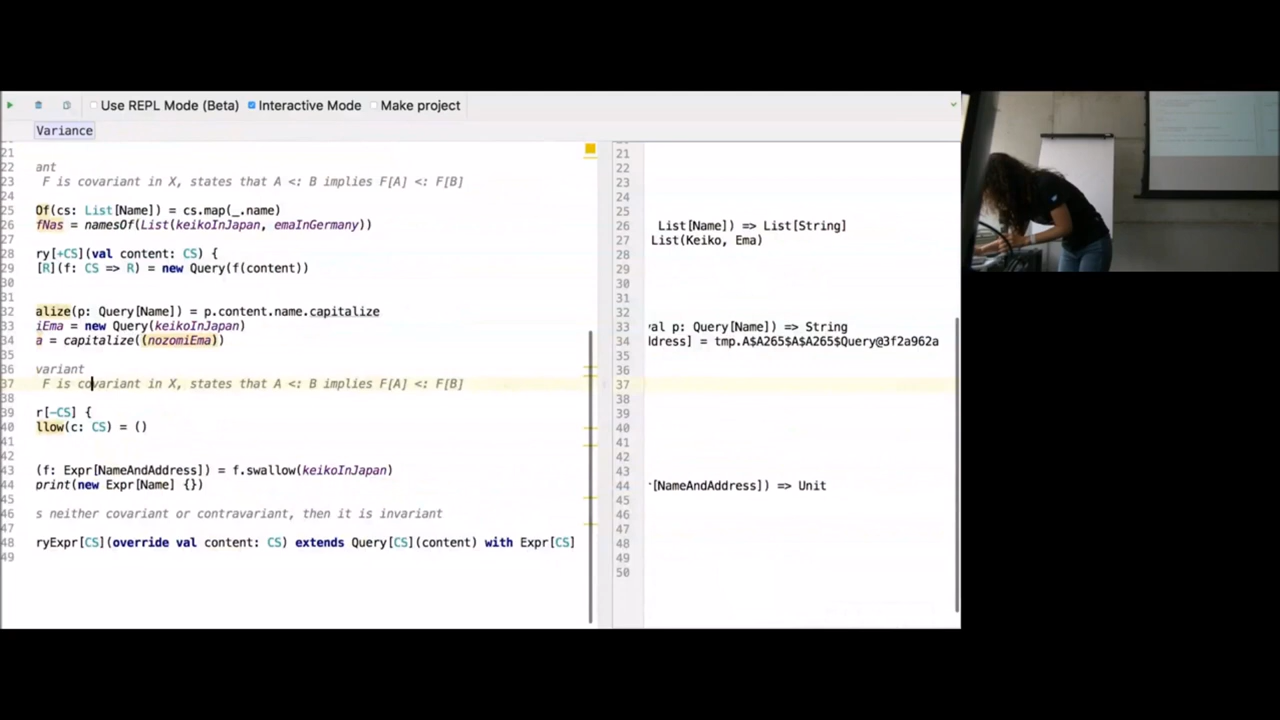 Use REPL Mode (Beta) Interactive Mode Make project
Variance
21
22 ant
23 F is covariant in X, states that A <: B implies F[A] <: F[B]
24
25 Of(cs: List[Name]) = cs.map(_.name)
26 fNas = namesOf(List(keikoInJapan, emaInGermany))
27
28 ry[+CS](val content: CS) {
29 [R](f: CS => R) = new Query(f(content))
30
31
32 alize(p: Query[Name]) = p.content.name.capitalize
33 iEma = new Query(keikoInJapan)
34 a = capitalize((nozomiEma))
35
36 variant
37 F is covariant in X, states that A <: B implies F[A] <: F[B]
38
39 r[-CS] {
40 llow(c: CS) = ()
41
42
43 (f: Expr[NameAndAddress]) = f.swallow(keikoInJapan)
44 print(new Expr[Name] {})
45
46 s neither covariant or contravariant, then it is invariant
47
48 ryExpr[CS](override val content: CS) extends Query[CS](content) with Expr[CS]
49
21
22
23
24
25
26 List[Name]) => List[String]
27 List(Keiko, Ema)
28
29
30
31
32
33 val p: Query[Name]) => String
34 ddress] = tmp.A$A265$A$A265$Query@3f2a962a
35
36
37
38
39
40
41
42
43
44 r[NameAndAddress]) => Unit
45
46
47
48
49
50